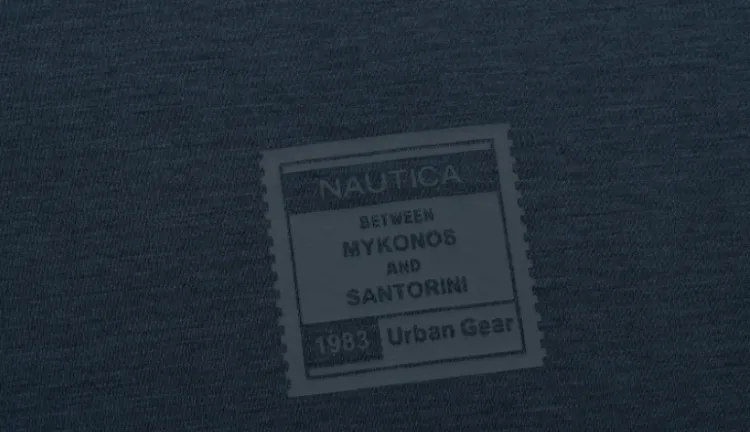 NAUTICA
BETWEEN
MYKONOS
AND
SANTORINI
1983 Urban Gear